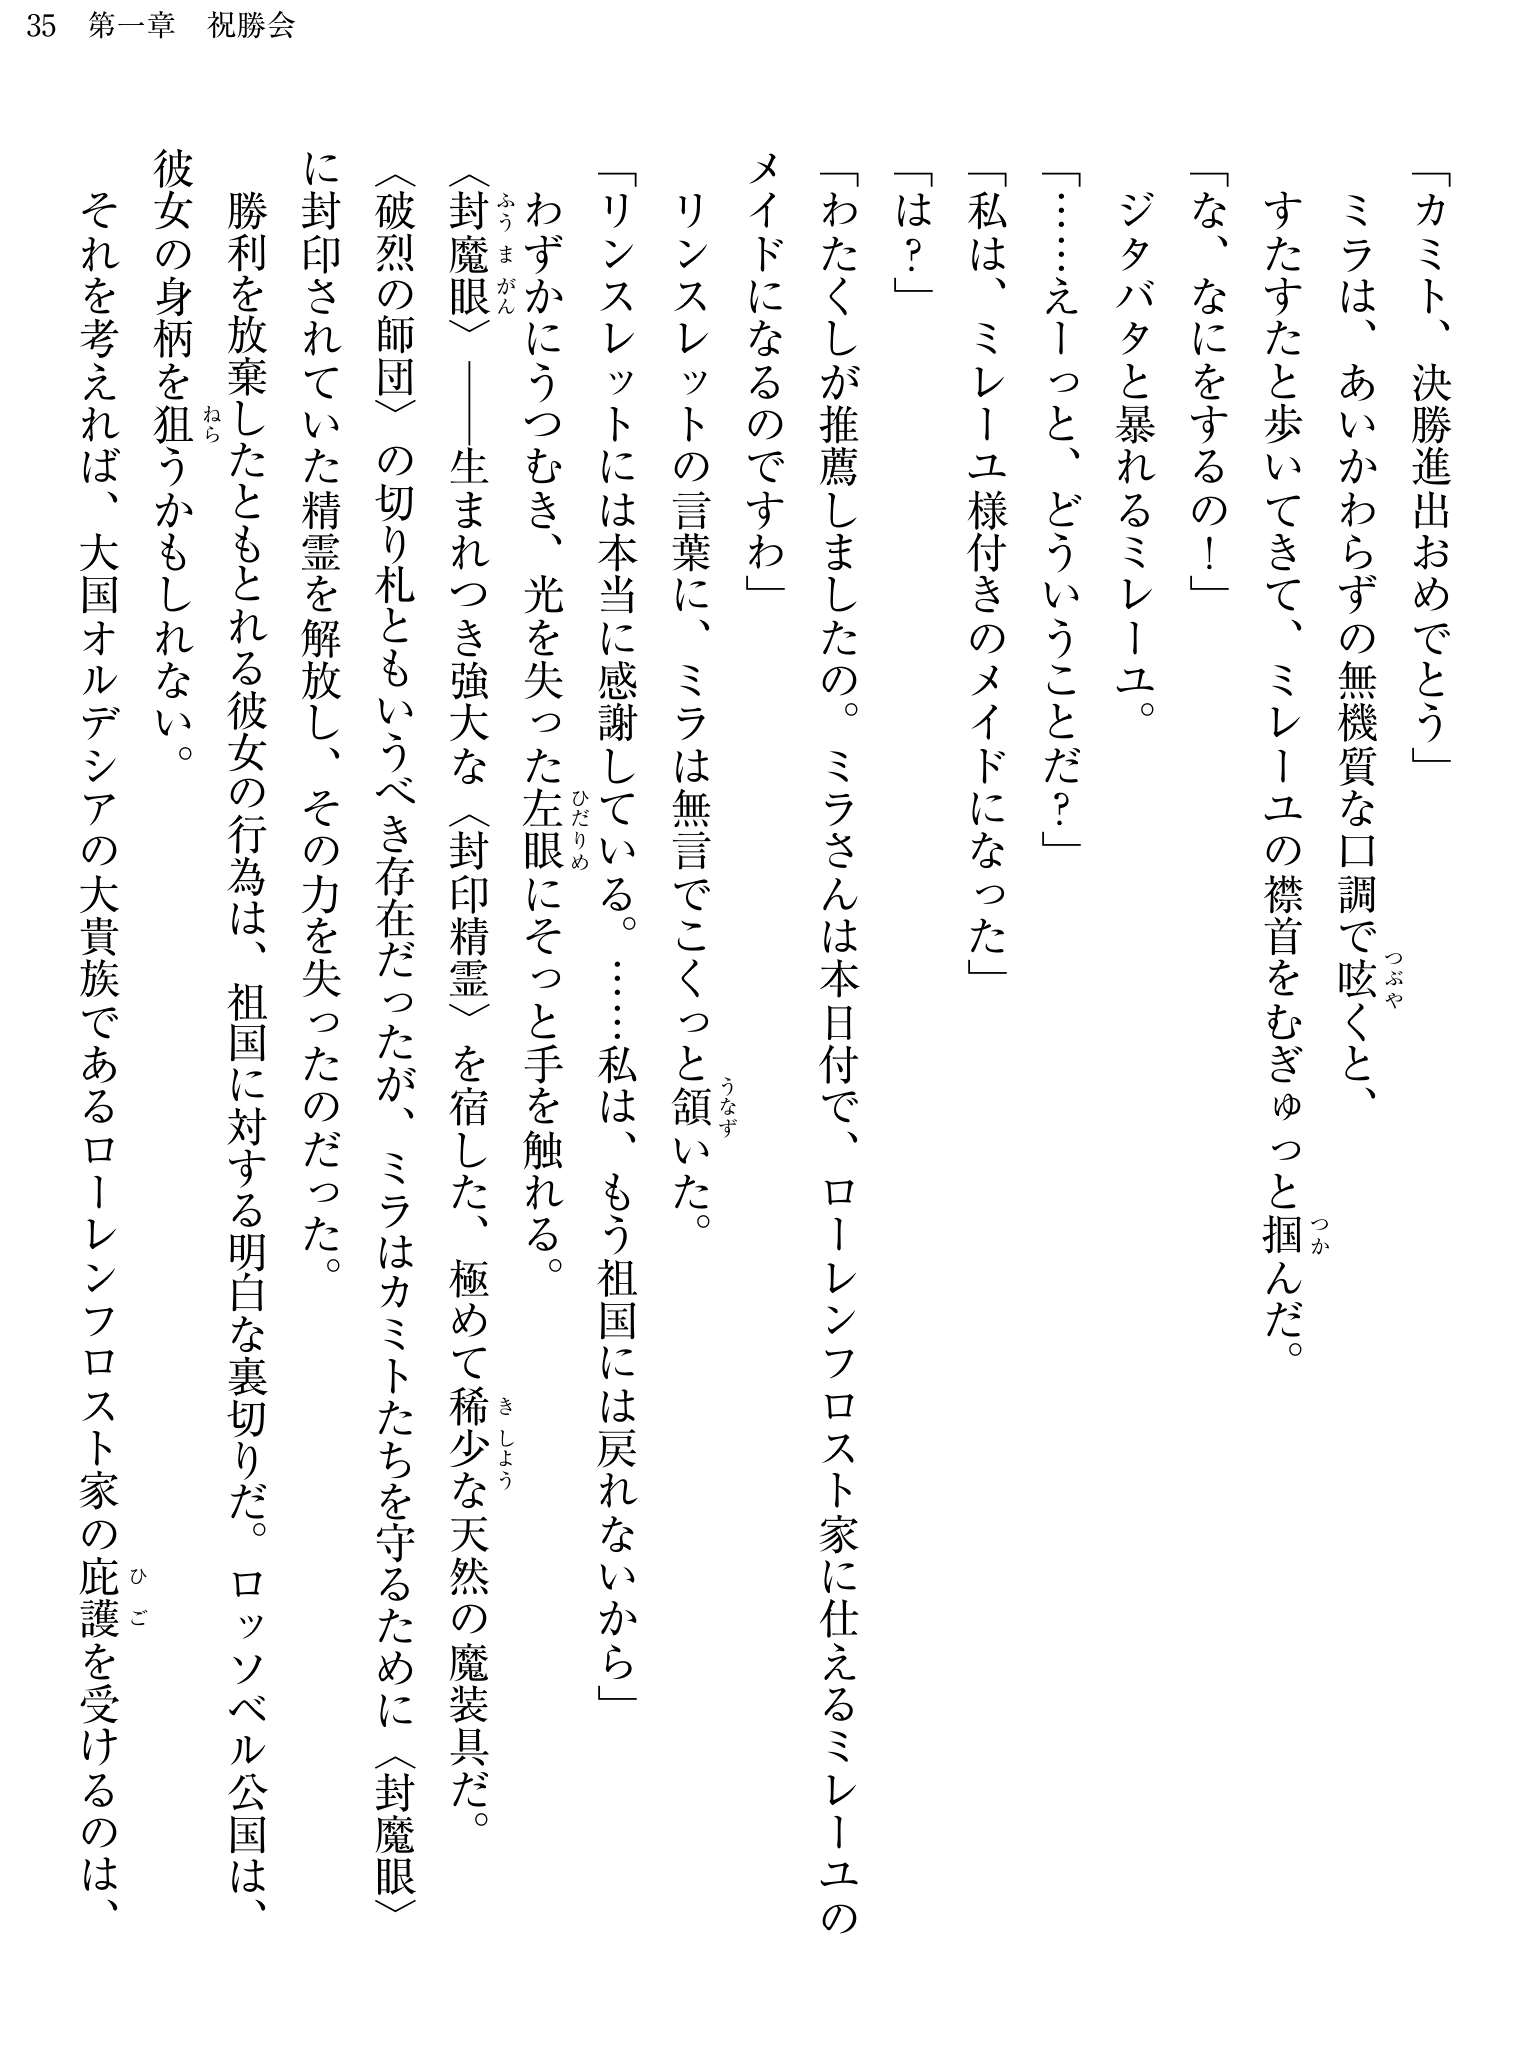 35　第一章　祝勝会
「カミト、決勝進出おめでとう」
　ミラは、あいかわらずの無機質な口調で呟くと、
　すたすたと歩いてきて、ミレーユの襟首をむぎゅっと掴んだ。
「な、なにをするの！」
　ジタバタと暴れるミレーユ。
「……えーっと、どういうことだ？」
「私は、ミレーユ様付きのメイドになった」
「は？」
「わたくしが推薦しましたの。ミラさんは本日付で、ローレンフロスト家に仕えるミレーユの
メイドになるのですわ」
　リンスレットの言葉に、ミラは無言でこくっと頷いた。
「リンスレットには本当に感謝している。……私は、もう祖国には戻れないから」
　わずかにうつむき、光を失った左眼にそっと手を触れる。
〈封魔眼〉――生まれつき強大な〈封印精霊〉を宿した、極めて稀少な天然の魔装具だ。
〈破烈の師団〉の切り札ともいうべき存在だったが、ミラはカミトたちを守るために〈封魔眼〉
に封印されていた精霊を解放し、その力を失ったのだった。
　勝利を放棄したともとれる彼女の行為は、祖国に対する明白な裏切りだ。ロッソベル公国は、
彼女の身柄を狙うかもしれない。
　それを考えれば、大国オルデシアの大貴族であるローレンフロスト家の庇護を受けるのは、